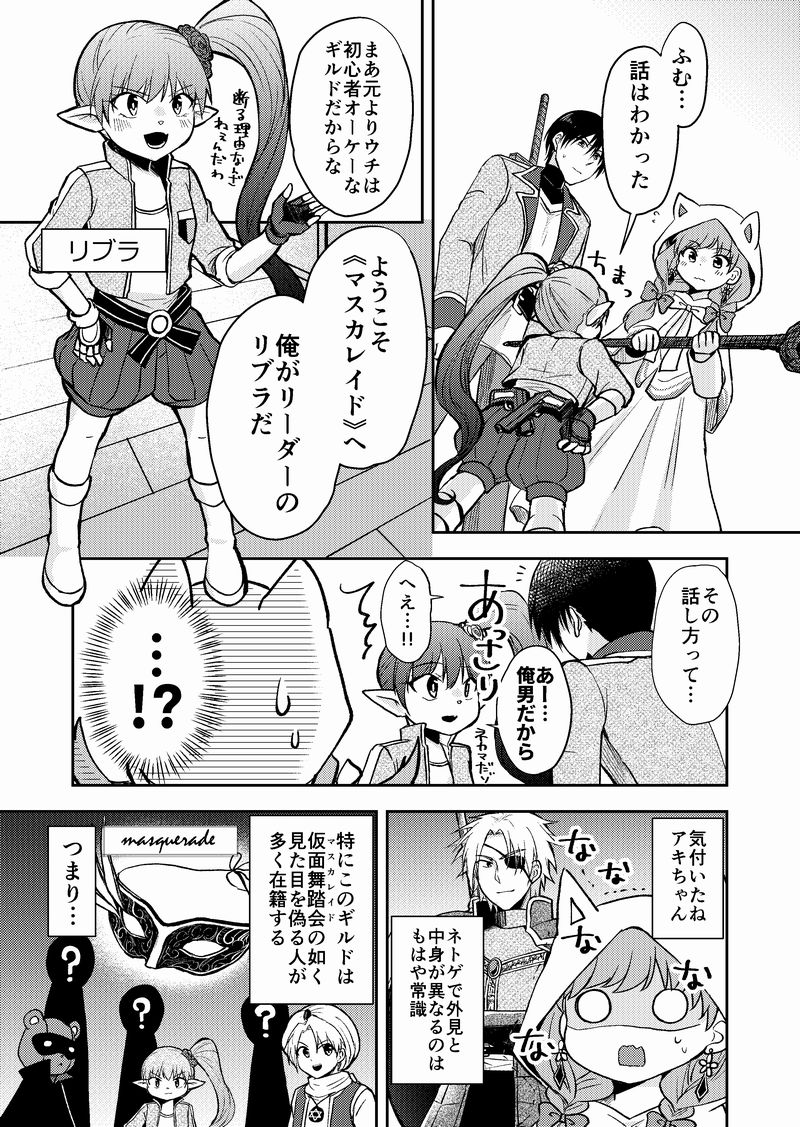 ふむ…
話はわかった
ちまっ
まあ元よりウチは
初心者オーケーな
ギルドだからな
断る理由なんざ
ねぇんだわ
リブラ
ようこそ
《マスカレイド》へ
俺がリーダーの
リブラだ
その
話し方って…
あー…
俺男だから
あっさり
ネカマだソ
へえ…!!
…!?
気付いたね
アキちゃん
な
な
な
ネトゲで外見と
中身が異なるのは
もはや常識
特にこのギルドは
仮面舞踏会の如く
マスカレイド
見た目を偽る人が
多く在籍する
masquerade
つまり…
?
?
?